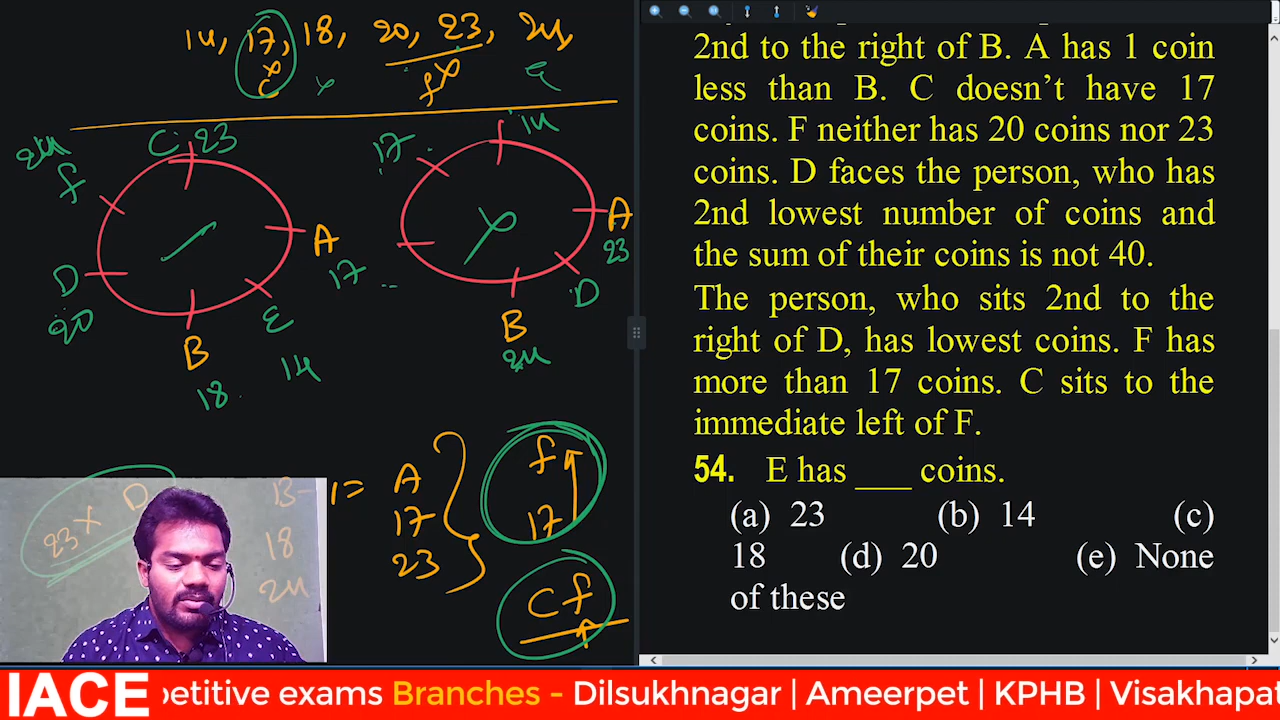 14, 17, 18, 20, 23, 24,
x
C
x
f x
E
C 23
24
f
A
17
D
20
E
B
14
18
17
f 14
A
23
D
B
24
D
23 x
B - 1 = A
18 17
24 23
f
17
C f
2nd to the right of B. A has 1 coin
less than B. C doesn’t have 17
coins. F neither has 20 coins nor 23
coins. D faces the person, who has
2nd lowest number of coins and
the sum of their coins is not 40.
The person, who sits 2nd to the
right of D, has lowest coins. F has
more than 17 coins. C sits to the
immediate left of F.
54. E has ___ coins.
(a) 23 (b) 14 (c)
18 (d) 20 (e) None
of these
IACE petitive exams Branches - Dilsukhnagar | Ameerpet | KPHB | Visakhapat